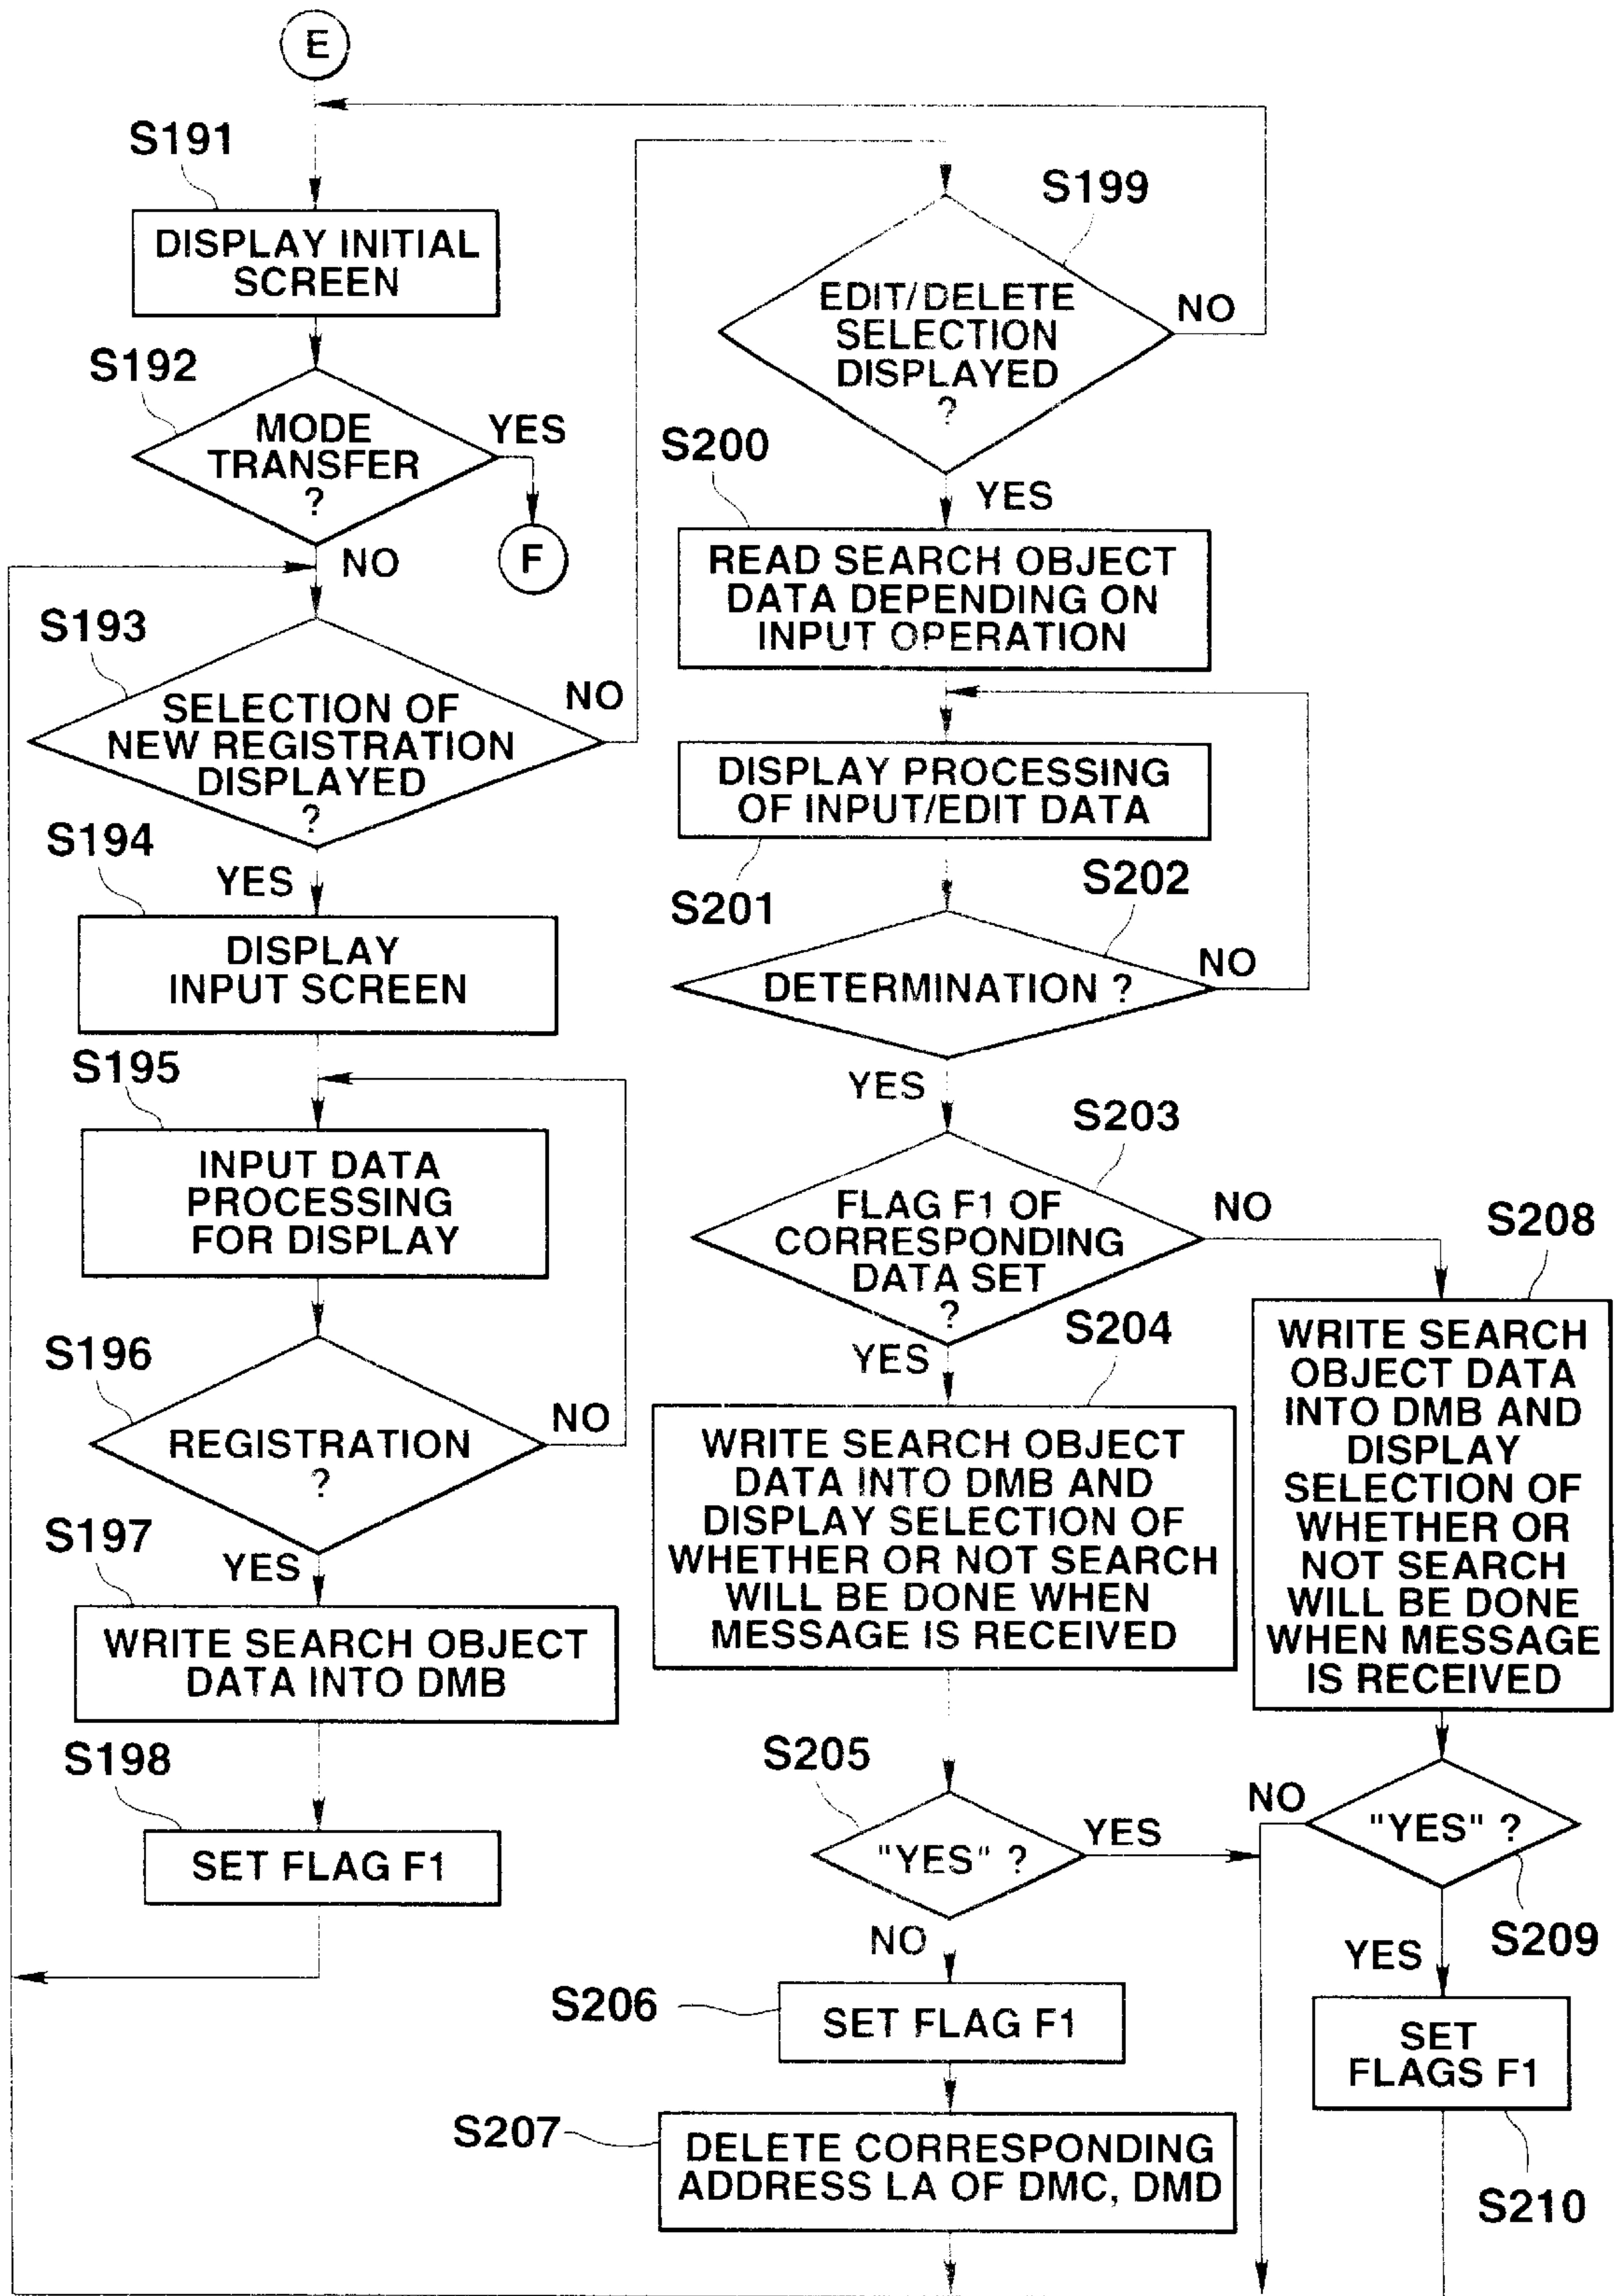 E
S191
DISPLAY INITIAL
SCREEN
S192
MODE
TRANSFER
?
YES
F
NO
S193
SELECTION OF
NEW REGISTRATION
DISPLAYED
?
NO
S194
YES
DISPLAY
INPUT SCREEN
S195
INPUT DATA
PROCESSING
FOR DISPLAY
S196
REGISTRATION
?
NO
S197
YES
WRITE SEARCH OBJECT
DATA INTO DMB
S198
SET FLAG F1
S199
EDIT/DELETE
SELECTION
DISPLAYED
?
NO
S200
YES
READ SEARCH OBJECT
DATA DEPENDING ON
INPUT OPERATION
DISPLAY PROCESSING
OF INPUT/EDIT DATA
S201
S202
DETERMINATION ?
NO
YES
S203
FLAG F1 OF
CORRESPONDING
DATA SET
?
NO
YES
S204
WRITE SEARCH OBJECT
DATA INTO DMB AND
DISPLAY SELECTION OF
WHETHER OR NOT SEARCH
WILL BE DONE WHEN
MESSAGE IS RECEIVED
S205
"YES" ?
YES
NO
S206
SET FLAG F1
S207
DELETE CORRESPONDING
ADDRESS LA OF DMC, DMD
S208
WRITE SEARCH
OBJECT DATA
INTO DMB AND
DISPLAY
SELECTION OF
WHETHER OR
NOT SEARCH
WILL BE DONE
WHEN MESSAGE
IS RECEIVED
NO
"YES" ?
S209
YES
SET
FLAGS F1
S210